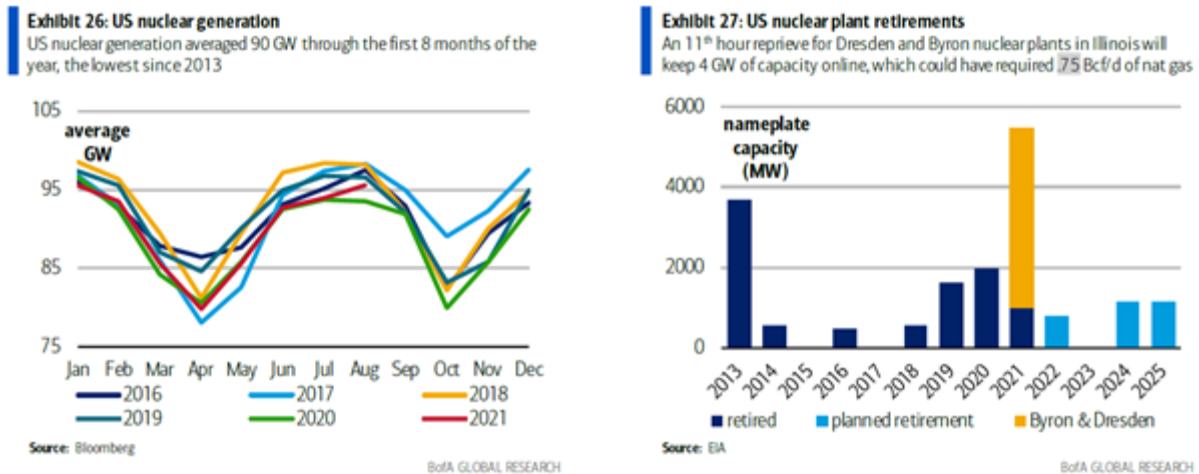 Exhibit 26: US nuclear generation
US nuclear generation averaged 90 GW through the first 8 months of the
year, the lowest since 2013
105
average
GW
95
85
75
Jan Feb Mar Apr May Jun Jul Aug Sep Oct Nov Dec
2016 2017 2018
2019 2020 2021
Source: Bloomberg
BofA GLOBAL RESEARCH
Exhibit 27: US nuclear plant retirements
An 11th hour reprieve for Dresden and Byron nuclear plants in Illinois will
keep 4 GW of capacity online, which could have required .75 Bcf/d of nat gas
6000
nameplate
capacity
(MW)
4000
2000
0
2013 2014 2015 2016 2017 2018 2019 2020 2021 2022 2023 2024 2025
retired planned retirement Byron & Dresden
Source: EIA
BofA GLOBAL RESEARCH